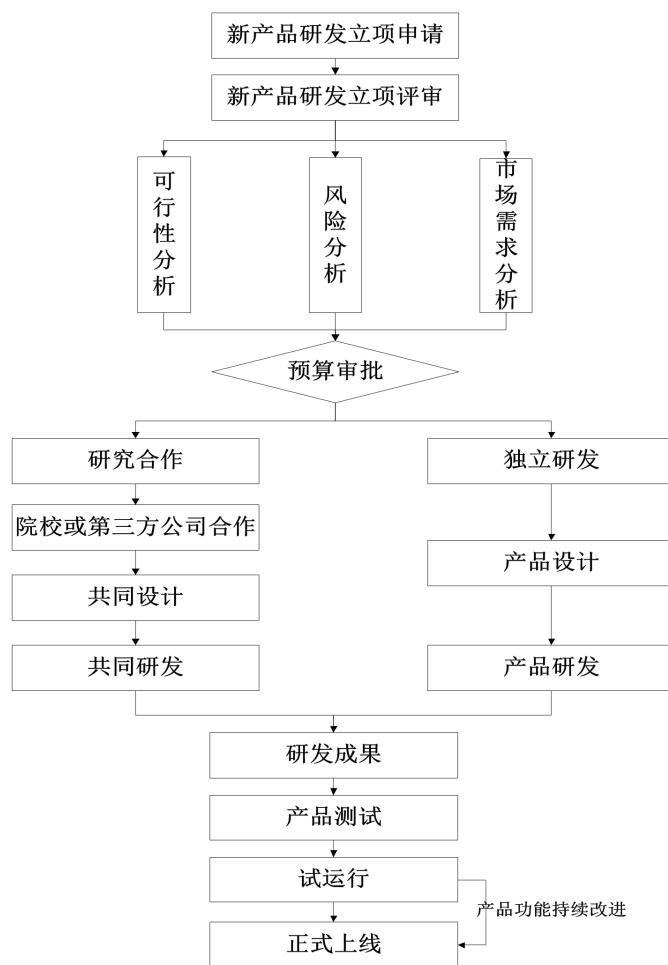 新产品研发立项申请
新产品研发立项评审
可行性分析
风险分析
市场需求分析
预算审批
研究合作
独立研发
院校或第三方公司合作
产品设计
共同设计
共同研发
产品研发
研发成果
产品测试
试运行
产品功能持续改进
正式上线